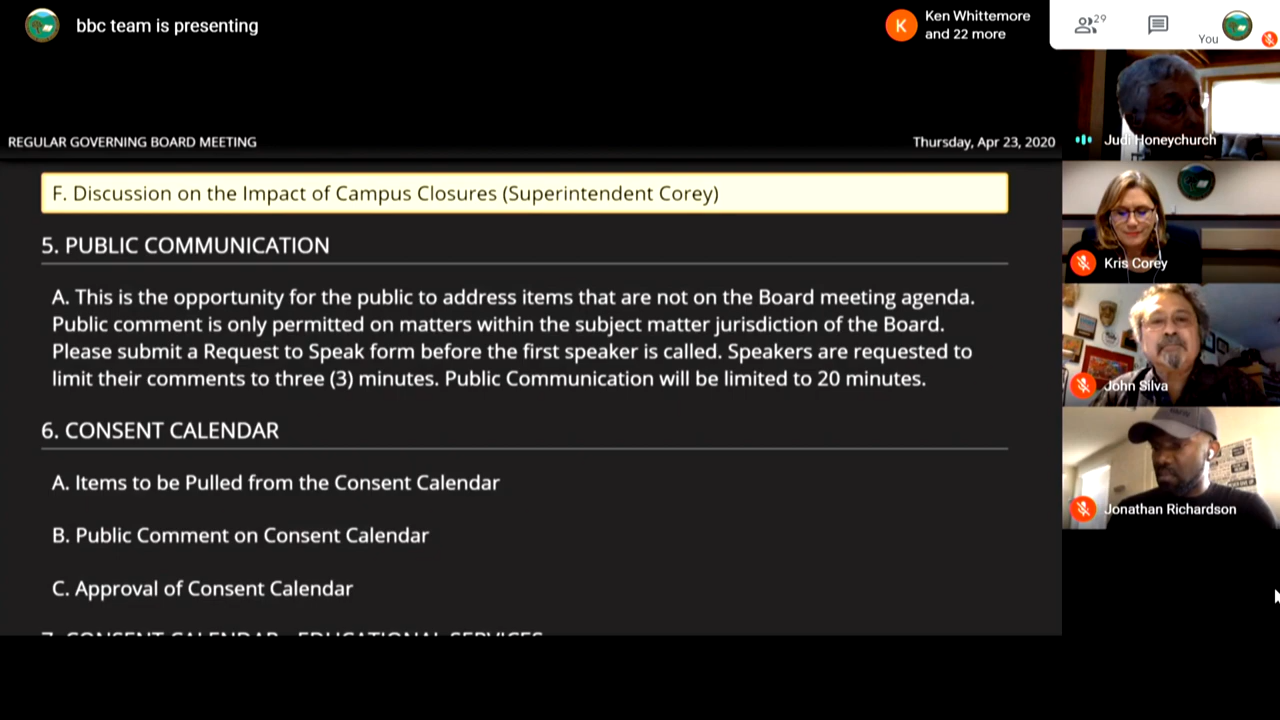 bbc team is presenting
K
Ken Whittemore
and 22 more
29
You
REGULAR GOVERNING BOARD MEETING
Thursday, Apr 23, 2020
F. Discussion on the Impact of Campus Closures (Superintendent Corey)
5. PUBLIC COMMUNICATION
A. This is the opportunity for the public to address items that are not on the Board meeting agenda.
Public comment is only permitted on matters within the subject matter jurisdiction of the Board.
Please submit a Request to Speak form before the first speaker is called. Speakers are requested to
limit their comments to three (3) minutes. Public Communication will be limited to 20 minutes.
6. CONSENT CALENDAR
A. Items to be Pulled from the Consent Calendar
B. Public Comment on Consent Calendar
C. Approval of Consent Calendar
7. CONSENT CALENDAR - EDUCATIONAL SERVICES
Judi Honeychurch
Kris Corey
John Silva
Jonathan Richardson